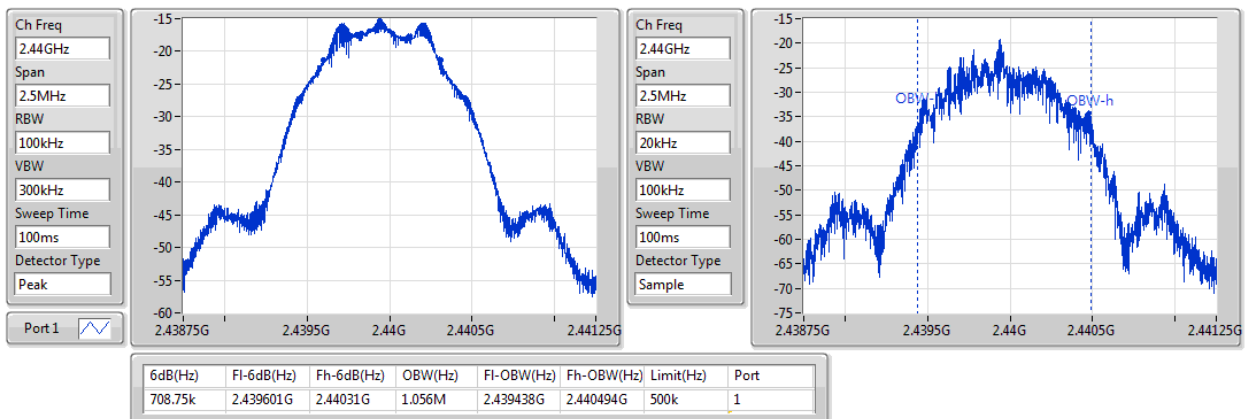 Ch Freq
2.44GHz
Span
2.5MHz
RBW
100kHz
VBW
300kHz
Sweep Time
100ms
Detector Type
Peak
Port 1
-15
-20
-25
-30
-35
-40
-45
-50
-55
-60
2.43875G 2.4395G 2.44G 2.4405G 2.44125G
Ch Freq
2.44GHz
Span
2.5MHz
RBW
20kHz
VBW
100kHz
Sweep Time
100ms
Detector Type
Sample
-15
-20
-25
-30
-35
-40
-45
-50
-55
-60
-65
-70
-75
OBW- OBW-h
2.43875G 2.4395G 2.44G 2.4405G 2.44125G
6dB(Hz) Fl-6dB(Hz) Fh-6dB(Hz) OBW(Hz) Fl-OBW(Hz) Fh-OBW(Hz) Limit(Hz) Port
708.75k 2.439601G 2.44031G 1.056M 2.439438G 2.440494G 500k 1